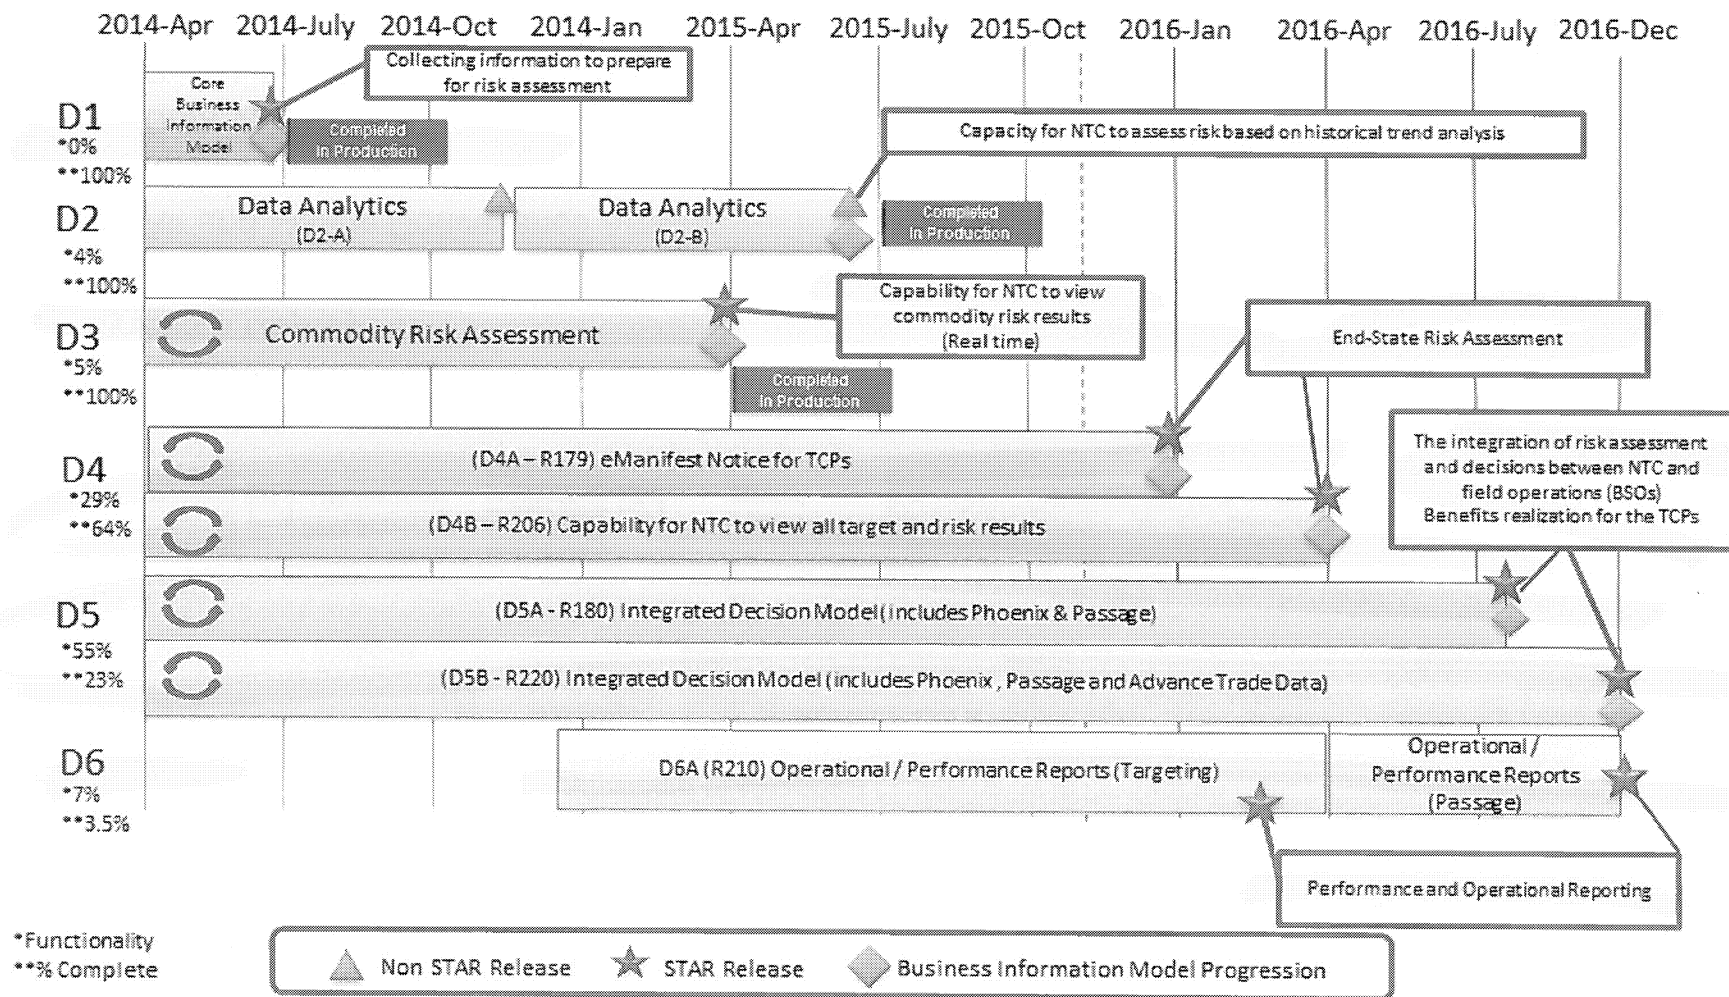 2014-Apr 2014-July 2014-Oct 2014-Jan 2015-Apr 2015-July 2015-Oct 2016-Jan 2016-Apr 2016-July 2016-Dec
Collecting information to prepare
for risk assessment
D1
*0%
**100%
Core
Business
Information
Model
Completed
In Production
Capacity for NTC to assess risk based on historical trend analysis
D2
*4%
**100%
Data Analytics
(D2-A)
Data Analytics
(D2-B)
Completed
In Production
Capability for NTC to view
commodity risk results
(Real time)
D3
*5%
**100%
Commodity Risk Assessment
Completed
In Production
End-State Risk Assessment
D4
*29%
**64%
(D4A – R179) eManifest Notice for TCPs
(D4B – R206) Capability for NTC to view all target and risk results
The integration of risk assessment
and decisions between NTC and
field operations (BSOs)
Benefits realization for the TCPs
D5
*55%
**23%
(D5A - R180) Integrated Decision Model (includes Phoenix & Passage)
(D5B - R220) Integrated Decision Model (includes Phoenix , Passage and Advance Trade Data)
D6
*7%
**3.5%
D6A (R210) Operational / Performance Reports (Targeting)
Operational /
Performance Reports
(Passage)
Performance and Operational Reporting
*Functionality
**% Complete
Non STAR Release
STAR Release
Business Information Model Progression